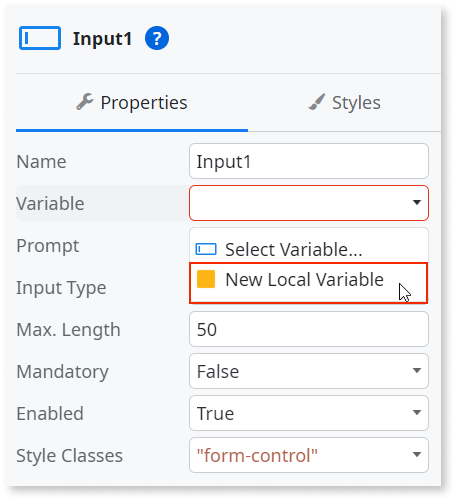 Input1 ?
Properties Styles
Name Input1
Variable
Prompt Select Variable...
Input Type New Local Variable
Max. Length 50
Mandatory False
Enabled True
Style Classes "form-control"